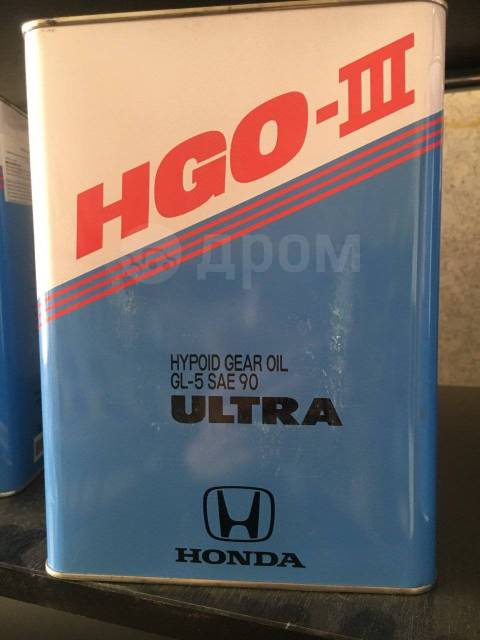 HGO-III
дром
HYPOID GEAR OIL
GL-5 SAE 90
ULTRA
HONDA